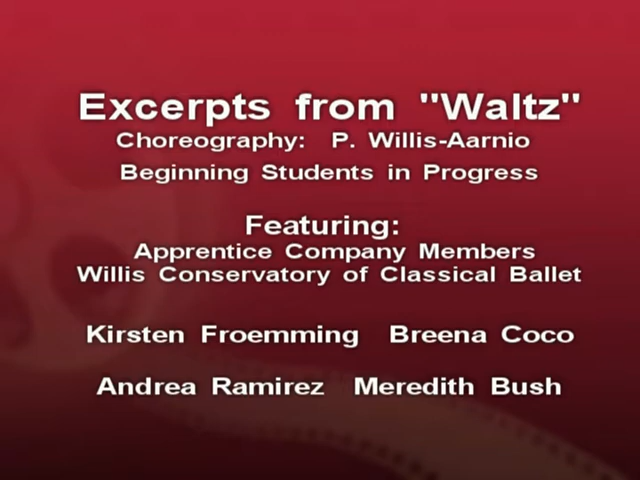 Excerpts from "Waltz"
Choreography: P. Willis-Aarnio
Beginning Students in Progress
Featuring:
Apprentice Company Members
Willis Conservatory of Classical Ballet
Kirsten Froemming Breena Coco
Andrea Ramirez Meredith Bush